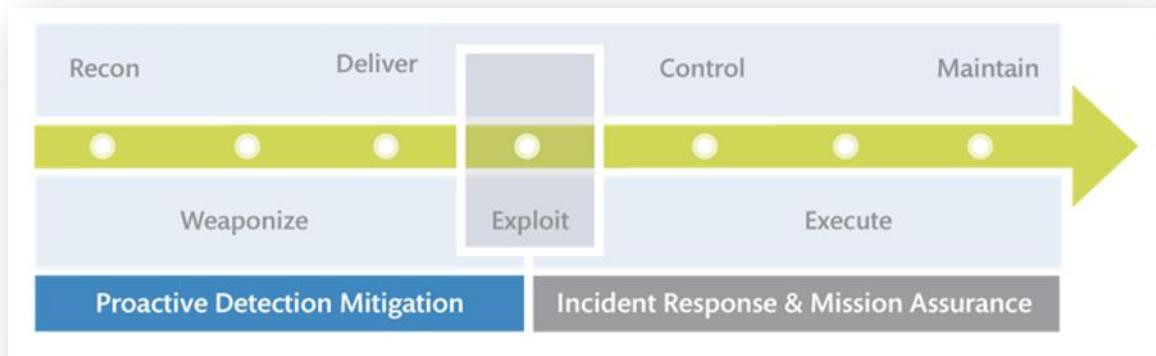 Recon
Deliver
Control
Maintain
Weaponize
Exploit
Execute
Proactive Detection Mitigation
Incident Response & Mission Assurance